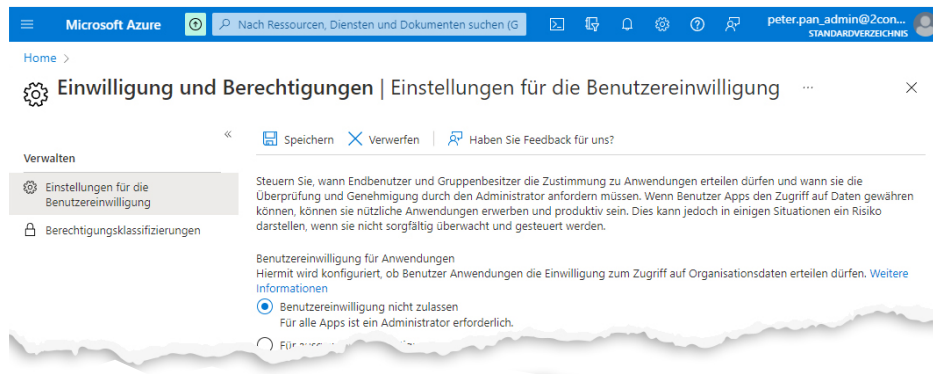 Microsoft Azure
Nach Ressourcen, Diensten und Dokumenten suchen (G
peter.pan_admin@2con...
STANDARDVERZEICHNIS
Home >
Einwilligung und Berechtigungen | Einstellungen für die Benutzereinwilligung ...
«
Speichern Verwerfen Haben Sie Feedback für uns?
Verwalten
Einstellungen für die
Benutzereinwilligung
Berechtigungsklassifizierungen
Steuern Sie, wann Endbenutzer und Gruppenbesitzer die Zustimmung zu Anwendungen erteilen dürfen und wann sie die
Überprüfung und Genehmigung durch den Administrator anfordern müssen. Wenn Benutzer Apps den Zugriff auf Daten gewähren
können, können sie nützliche Anwendungen erwerben und produktiv sein. Dies kann jedoch in einigen Situationen ein Risiko
darstellen, wenn sie nicht sorgfältig überwacht und gesteuert werden.
Benutzereinwilligung für Anwendungen
Hiermit wird konfiguriert, ob Benutzer Anwendungen die Einwilligung zum Zugriff auf Organisationsdaten erteilen dürfen. Weitere
Informationen
Benutzereinwilligung nicht zulassen
Für alle Apps ist ein Administrator erforderlich.
Für